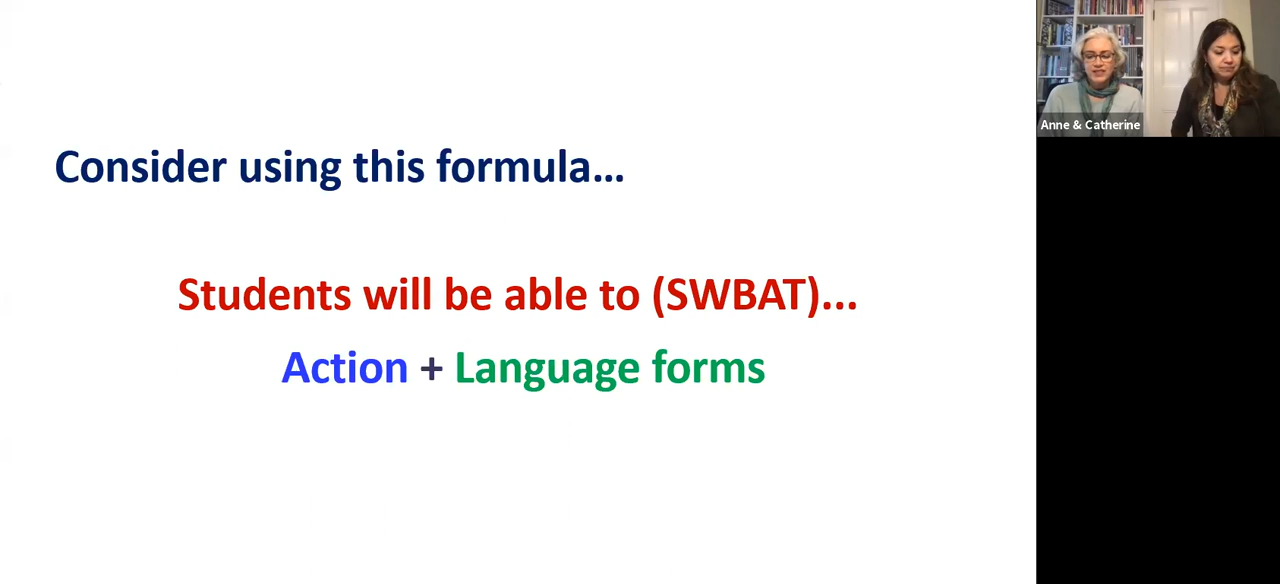 Consider using this formula...
Students will be able to (SWBAT)...
Action + Language forms
Anne & Catherine